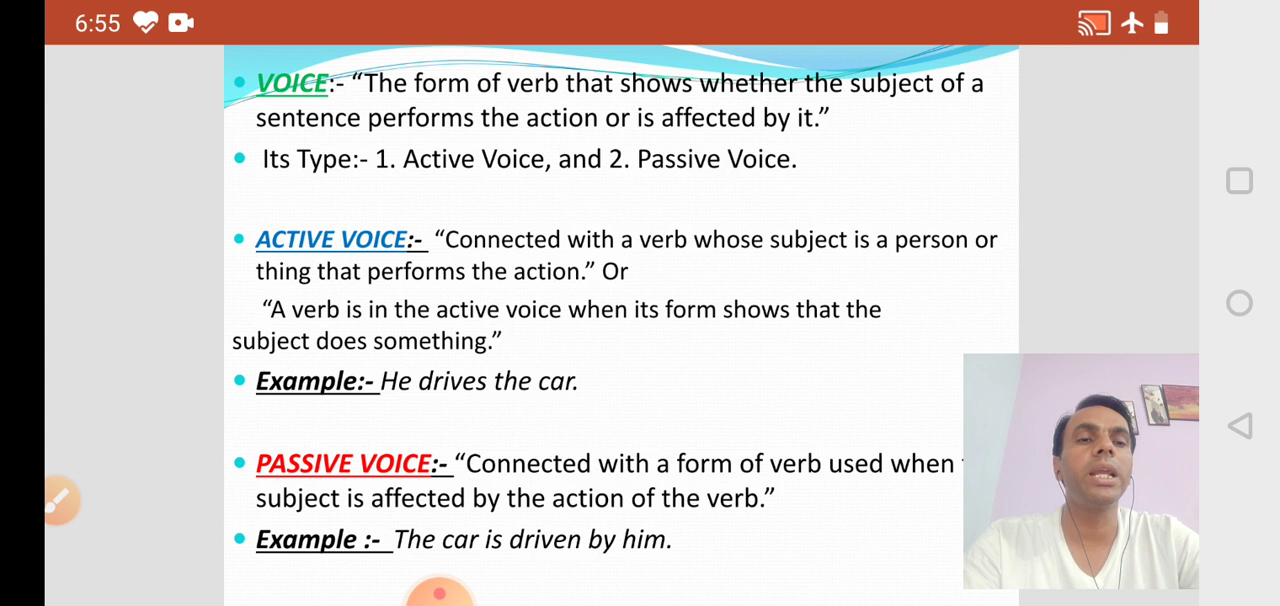 6:55
VOICE:- “The form of verb that shows whether the subject of a
sentence performs the action or is affected by it.”
Its Type:- 1. Active Voice, and 2. Passive Voice.
ACTIVE VOICE:- “Connected with a verb whose subject is a person or
thing that performs the action.” Or
“A verb is in the active voice when its form shows that the
subject does something.”
Example:- He drives the car.
PASSIVE VOICE:- “Connected with a form of verb used when
subject is affected by the action of the verb.”
Example :- The car is driven by him.